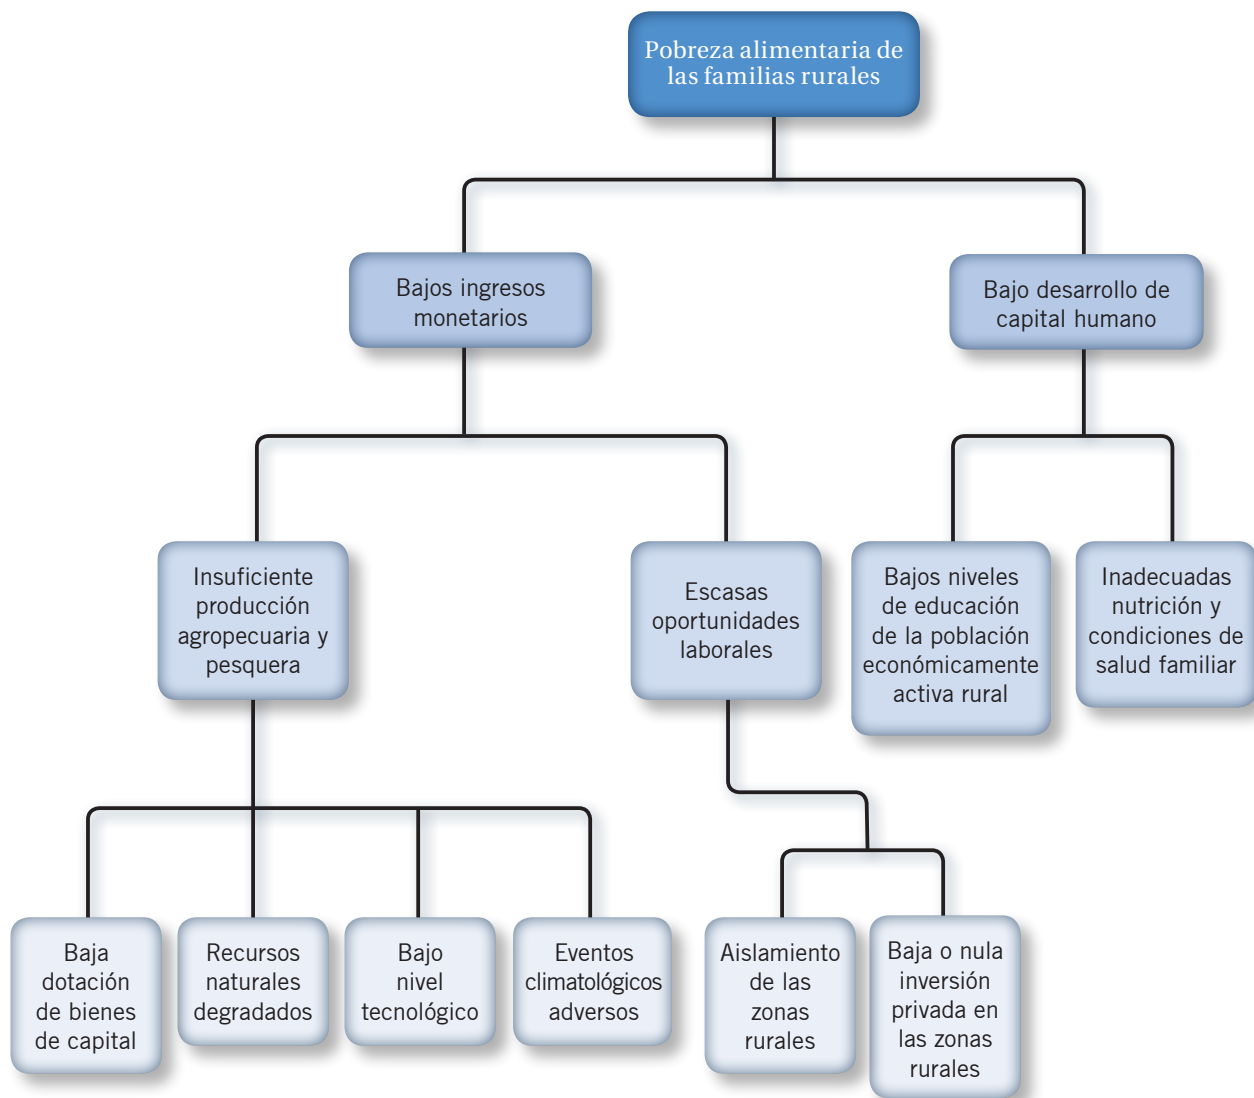 Pobreza alimentaria de
las familias rurales
Bajos ingresos
monetarios
Bajo desarrollo de
capital humano
Insuficiente
producción
agropecuaria y
pesquera
Escasas
oportunidades
laborales
Bajos niveles
de educación
de la población
económicamente
activa rural
Inadecuadas
nutrición y
condiciones de
salud familiar
Baja
dotación
de bienes
de capital
Recursos
naturales
degradados
Bajo
nivel
tecnológico
Eventos
climatológicos
adversos
Aislamiento
de las
zonas
rurales
Baja o nula
inversión
privada en
las zonas
rurales